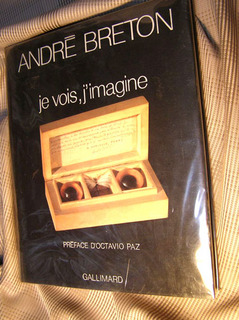 ANDRÉ BRETON
je vois, j'imagine
PRÉFACE D'OCTAVIO PAZ
GALLIMARD